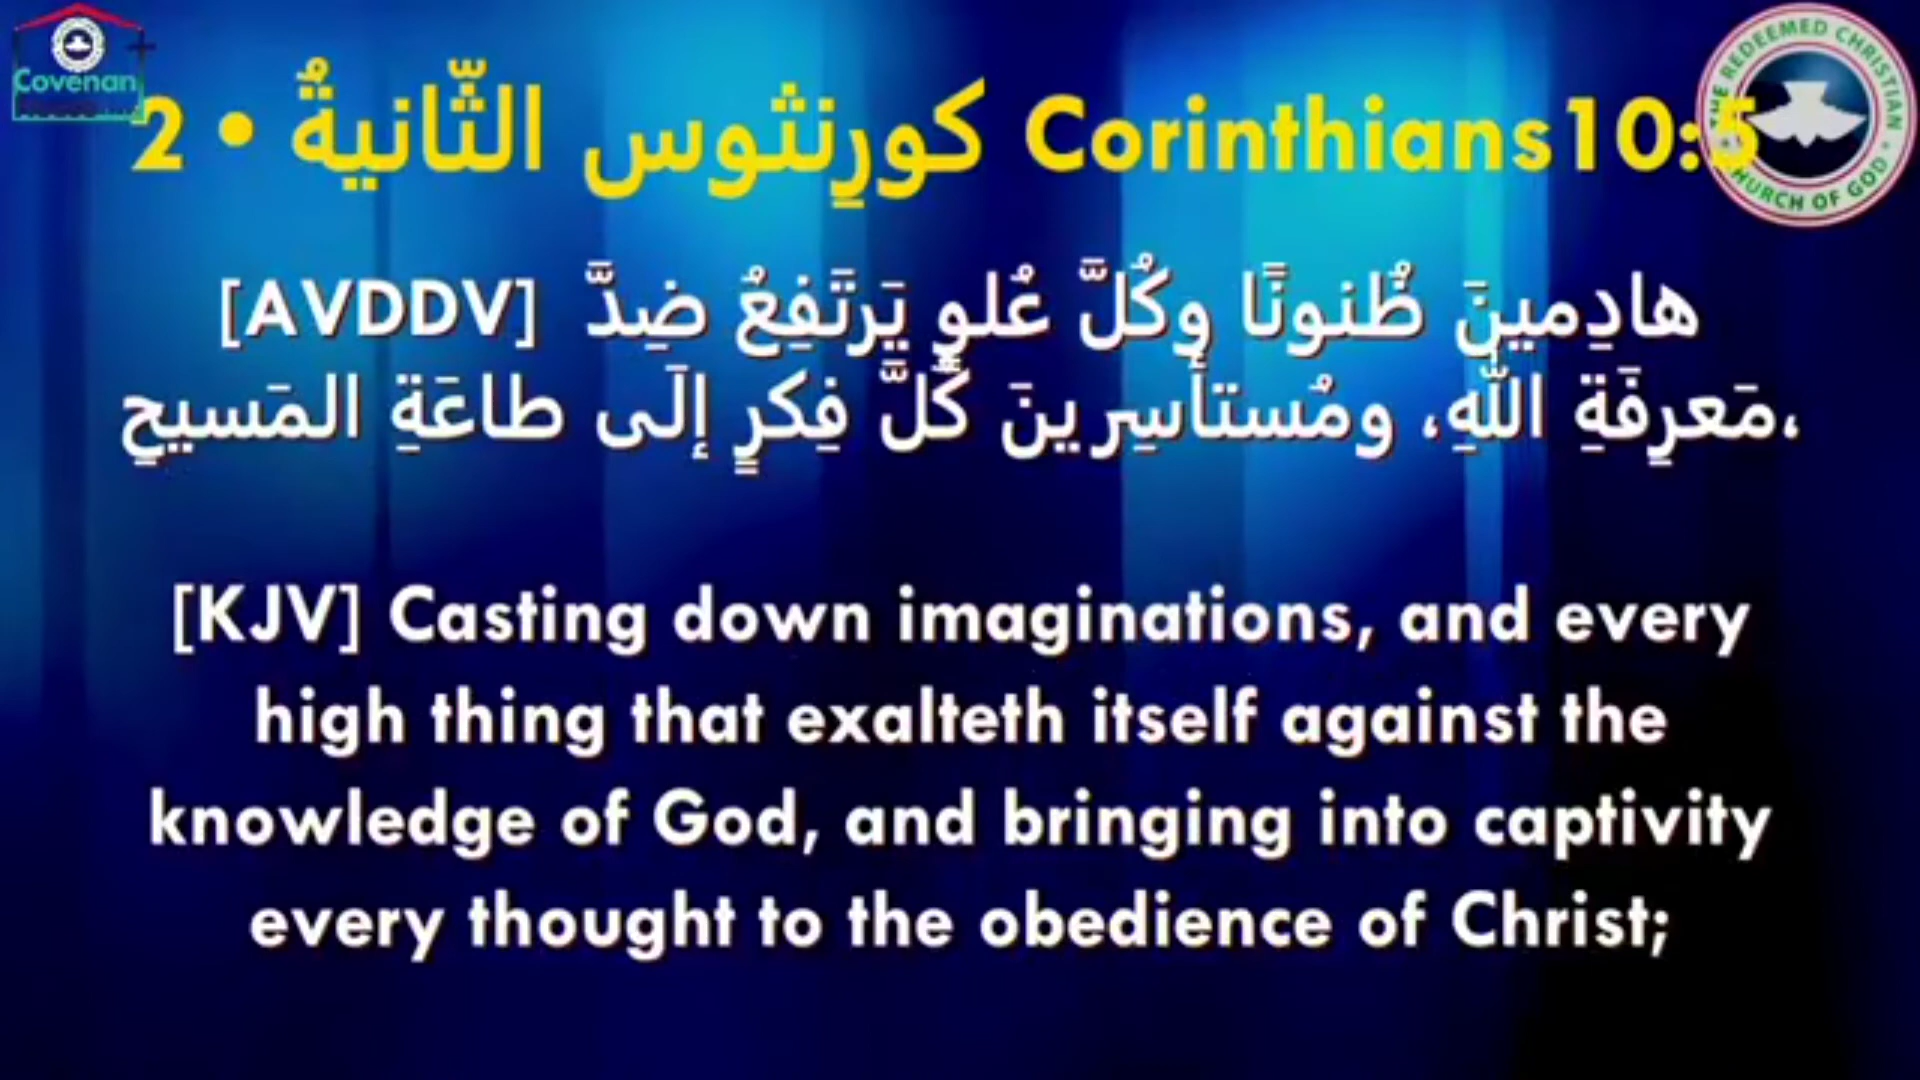 Covenan
THE REDEEMED CHRISTIAN CHURCH OF GOD
2 • كورِنثوس الثّانيةُ Corinthians10:5
[AVDDV] هادِمينَ ظُنونًا وكُلَّ عُلوٍ يَرتَفِعُ ضِدَّ
مَعرِفَةِ اللهِ، ومُستأسِرينَ كُلَّ فِكرٍ إلَى طاعَةِ المَسيحِ،
[KJV] Casting down imaginations, and every
high thing that exalteth itself against the
knowledge of God, and bringing into captivity
every thought to the obedience of Christ;